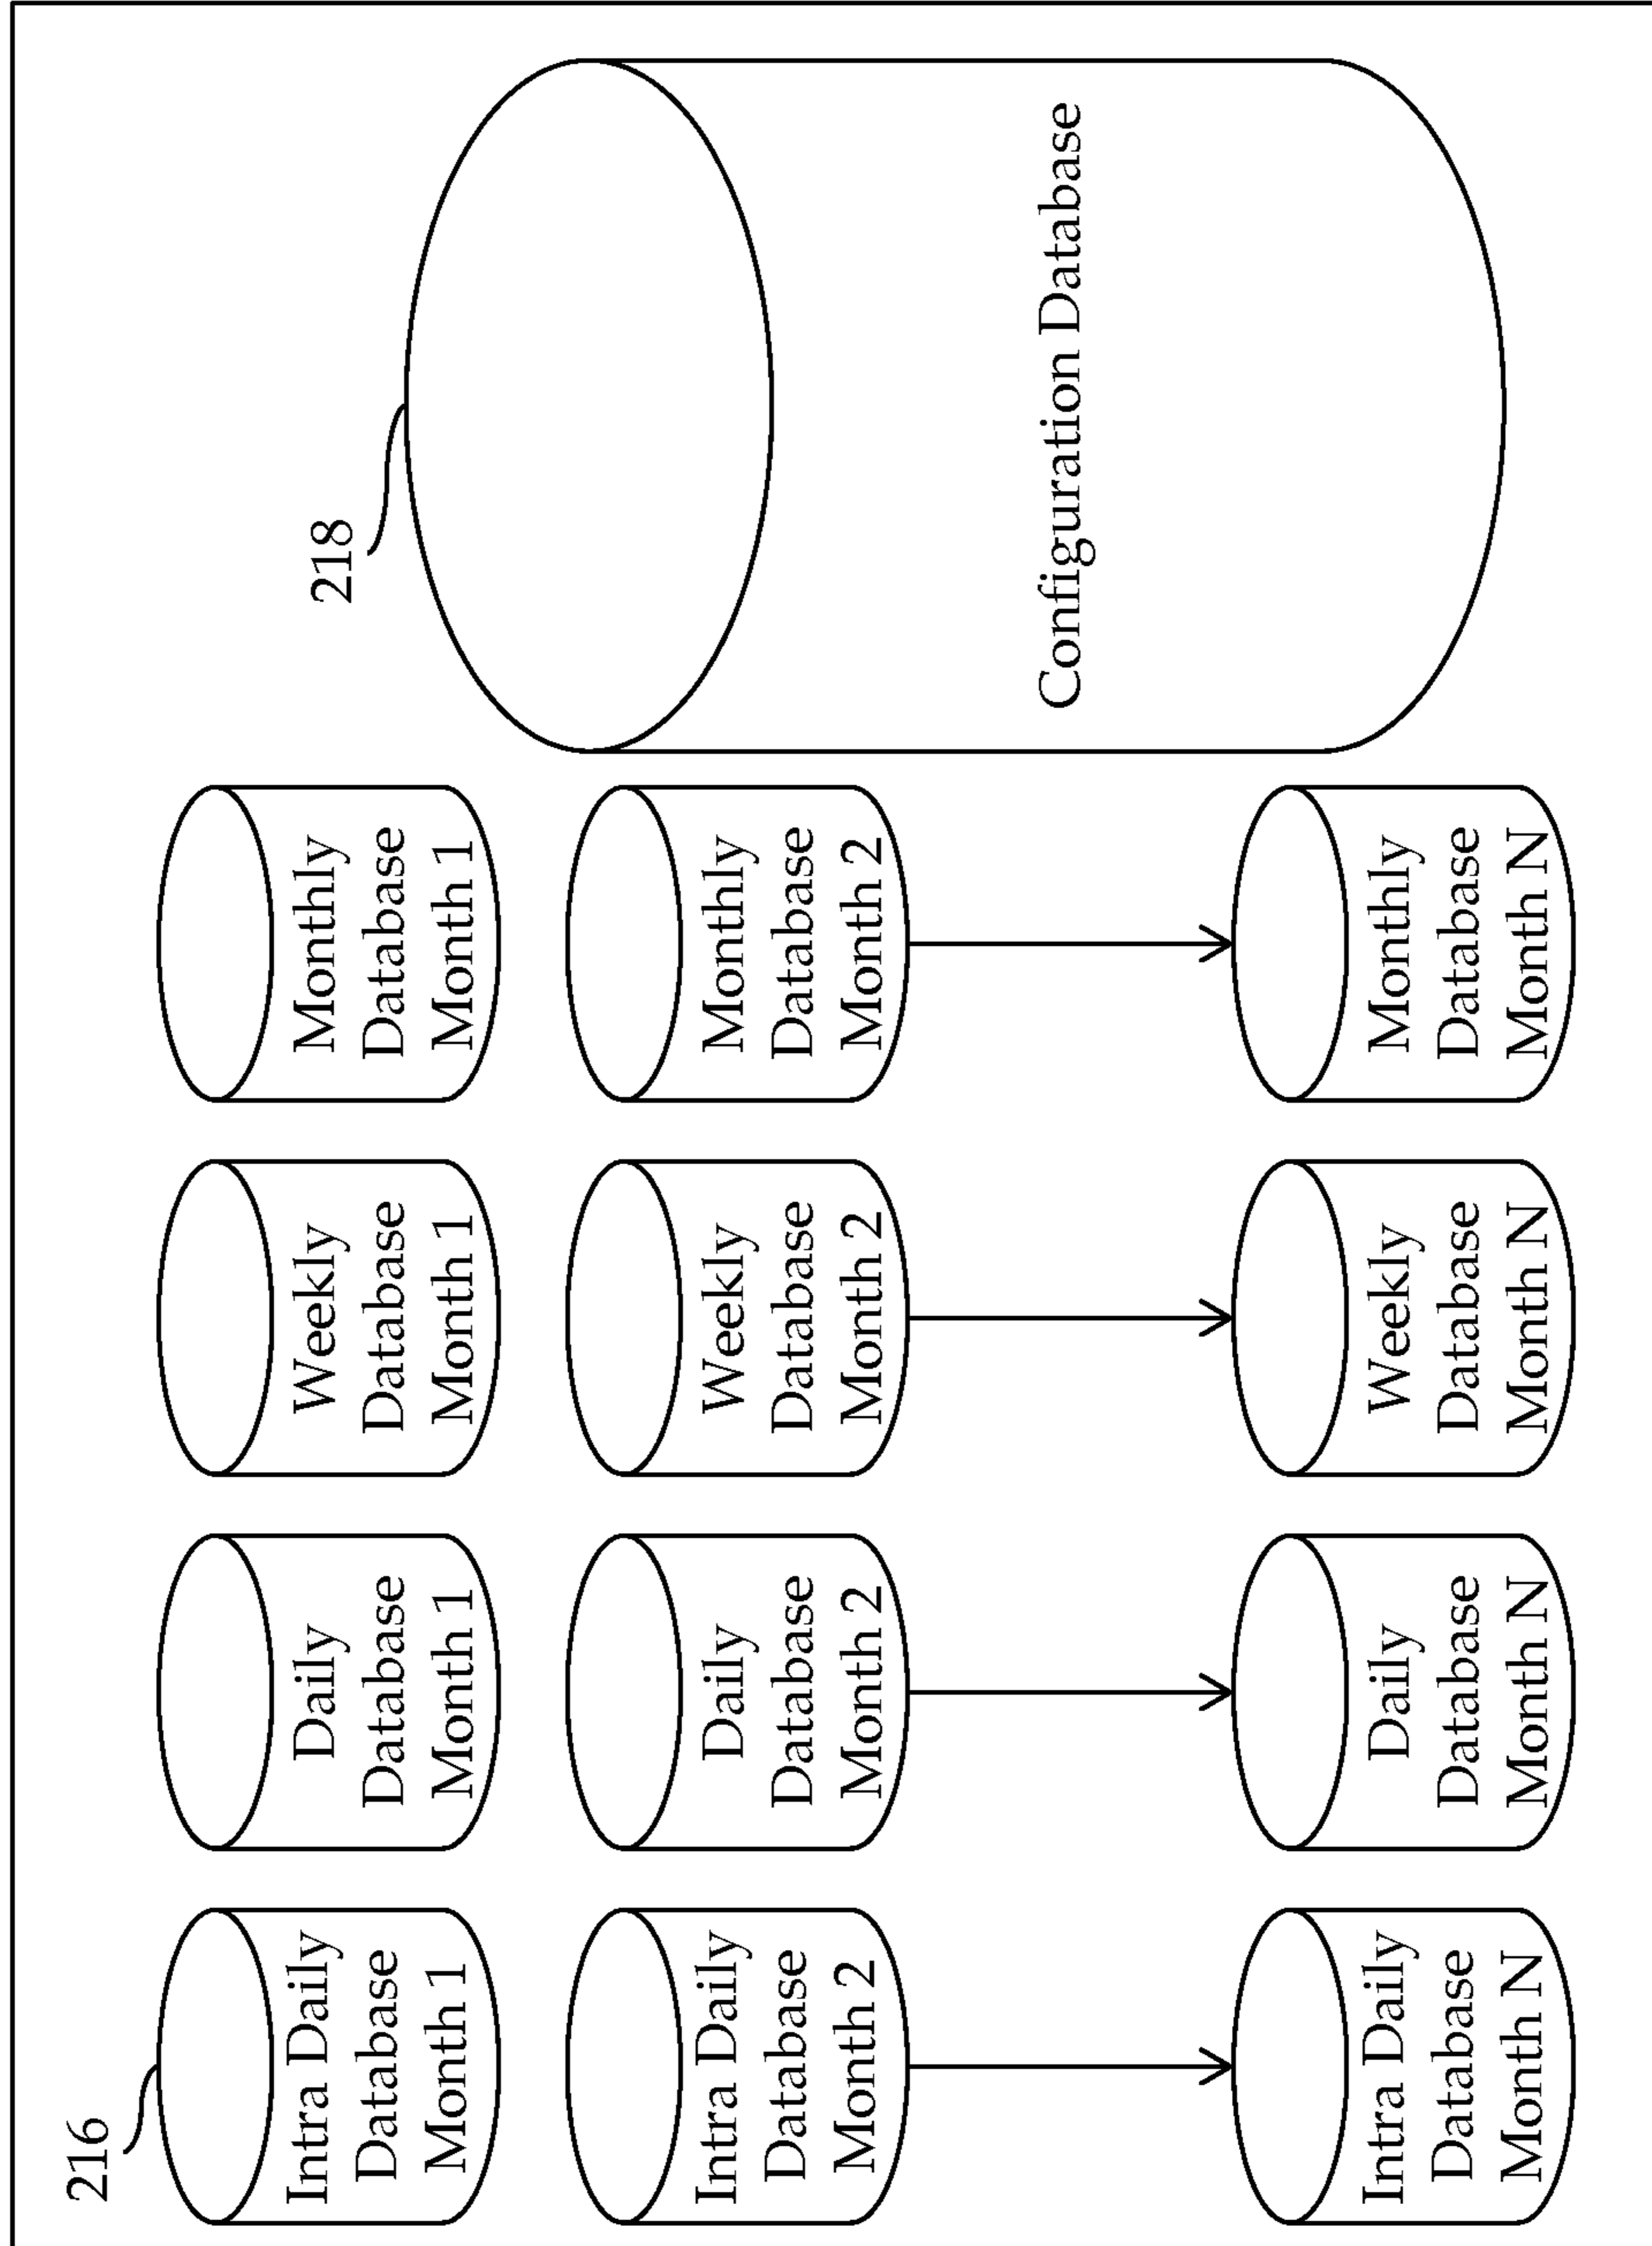 216
Intra Daily
Database
Month 1
Daily
Database
Month 1
Weekly
Database
Month 1
Monthly
Database
Month 1
218
Configuration Database
Intra Daily
Database
Month 2
Daily
Database
Month 2
Weekly
Database
Month 2
Monthly
Database
Month 2
Intra Daily
Database
Month N
Daily
Database
Month N
Weekly
Database
Month N
Monthly
Database
Month N